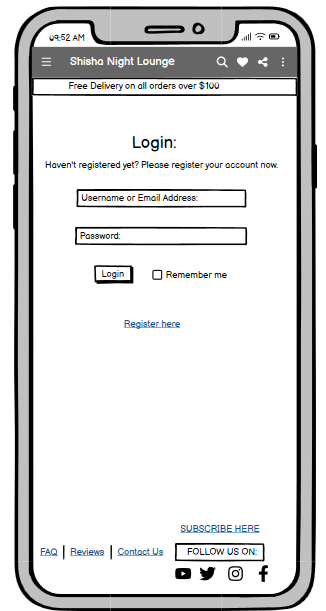 09:52 AM
Shisha Night Lounge
Free Delivery on all orders over $100
Login:
Haven't registered yet? Please register your account now.
Username or Email Address:
Password:
Login
Remember me
Register here
SUBSCRIBE HERE
FAQ
Reviews
Contact Us
FOLLOW US ON: